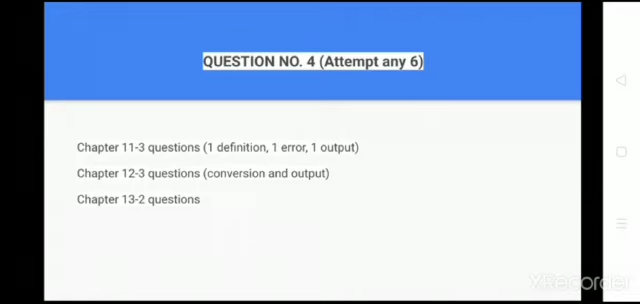 QUESTION NO. 4 (Attempt any 6)
Chapter 11-3 questions (1 definition, 1 error, 1 output)
Chapter 12-3 questions (conversion and output)
Chapter 13-2 questions
XRecorder